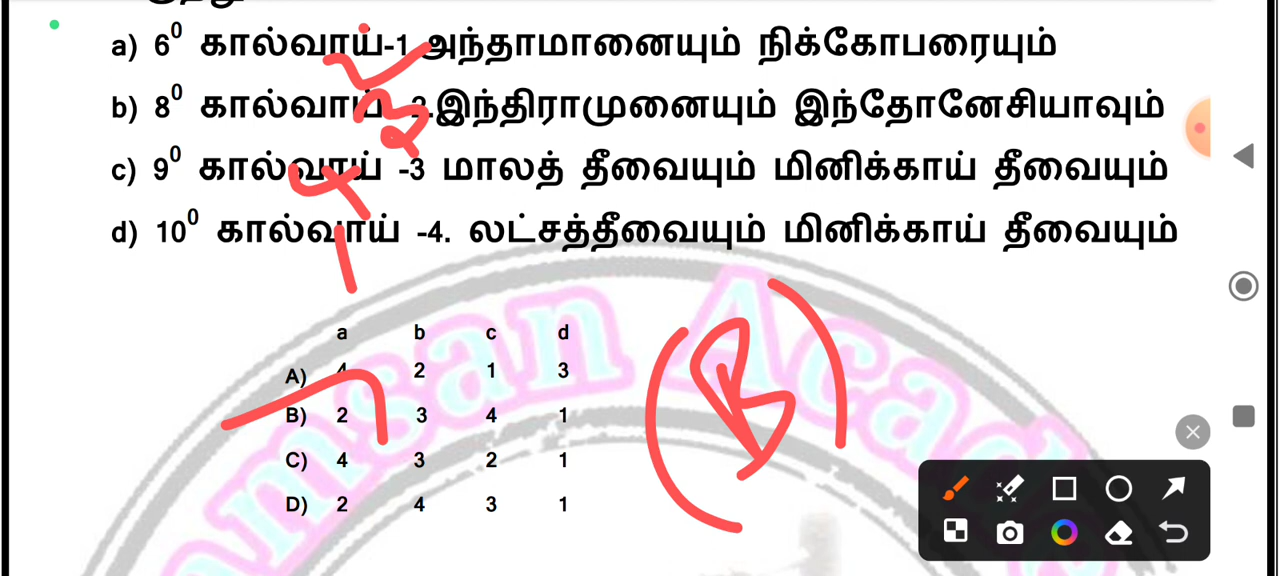 a) 6⁰ கால்வாய்-1 அந்தாமானையும் நிக்கோபரையும்
b) 8⁰ கால்வாய் -2.இந்திராமுனையும் இந்தோனேசியாவும்
c) 9⁰ கால்வாய் -3 மாலத் தீவையும் மினிக்காய் தீவையும்
d) 10⁰ கால்வாய் -4. லட்சத்தீவையும் மினிக்காய் தீவையும்
a b c d
A) 4 2 1 3
B) 2 3 4 1
C) 4 3 2 1
D) 2 4 3 1
(B)